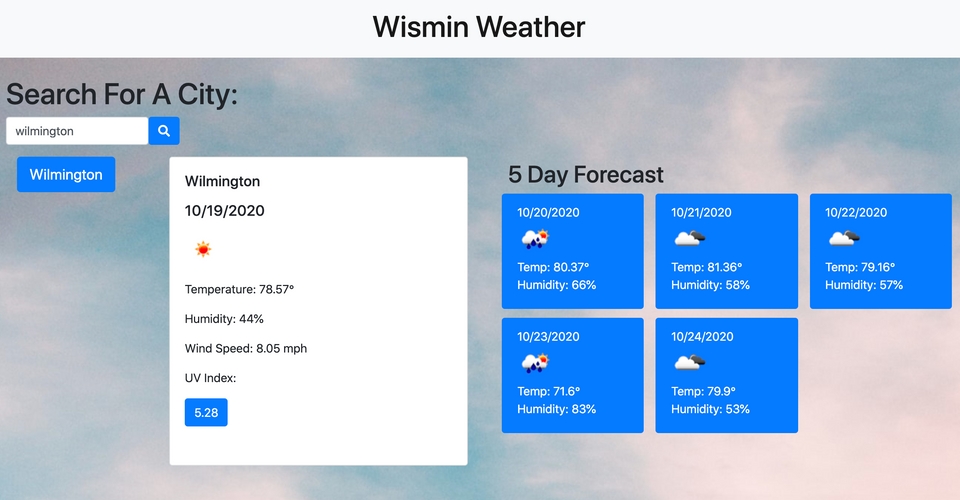 Wismin Weather
Search For A City:
wilmington
Wilmington
Wilmington
10/19/2020
Temperature: 78.57°
Humidity: 44%
Wind Speed: 8.05 mph
UV Index:
5.28
5 Day Forecast
10/20/2020
Temp: 80.37°
Humidity: 66%
10/21/2020
Temp: 81.36°
Humidity: 58%
10/22/2020
Temp: 79.16°
Humidity: 57%
10/23/2020
Temp: 71.6°
Humidity: 83%
10/24/2020
Temp: 79.9°
Humidity: 53%